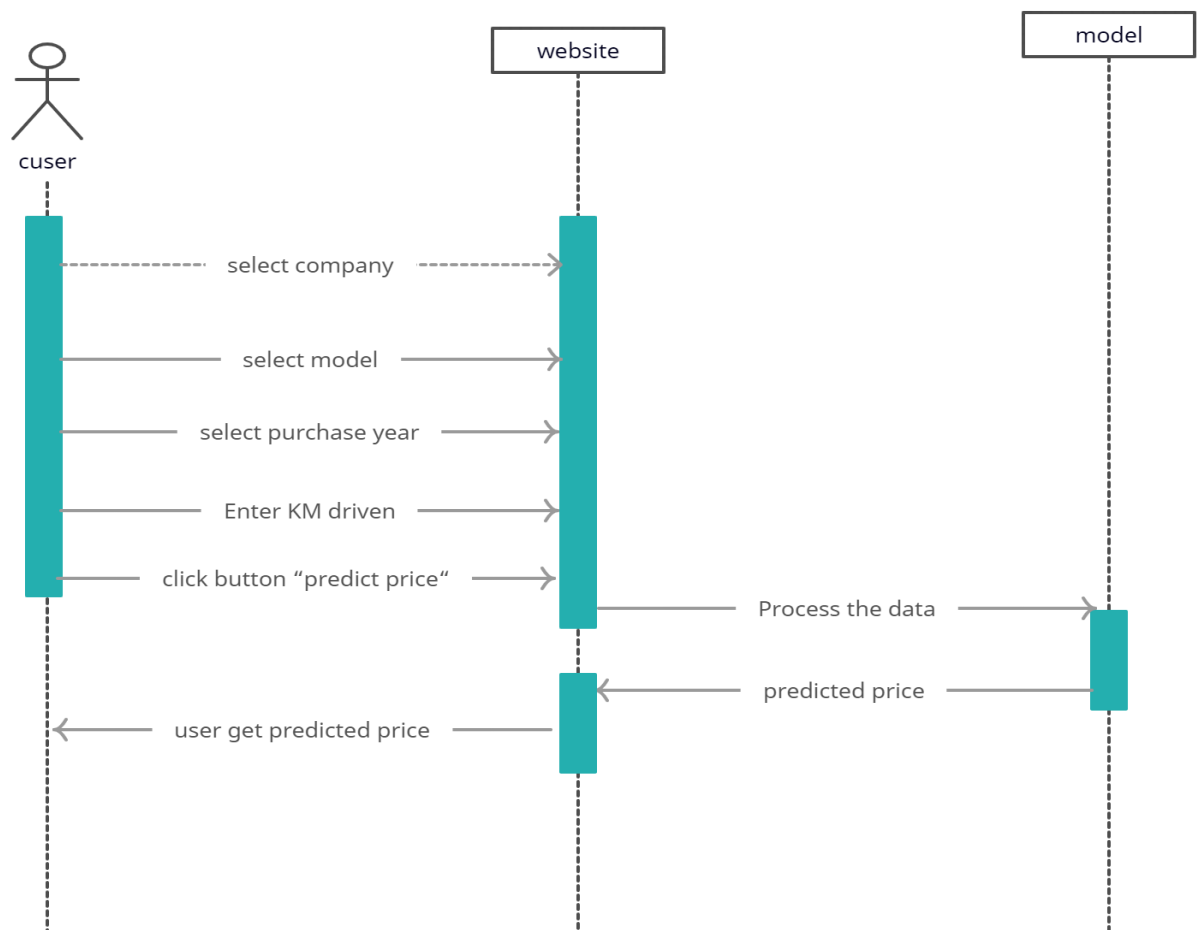 model
website
cuser
select company
select model
select purchase year
Enter KM driven
click button “predict price“
Process the data
predicted price
user get predicted price